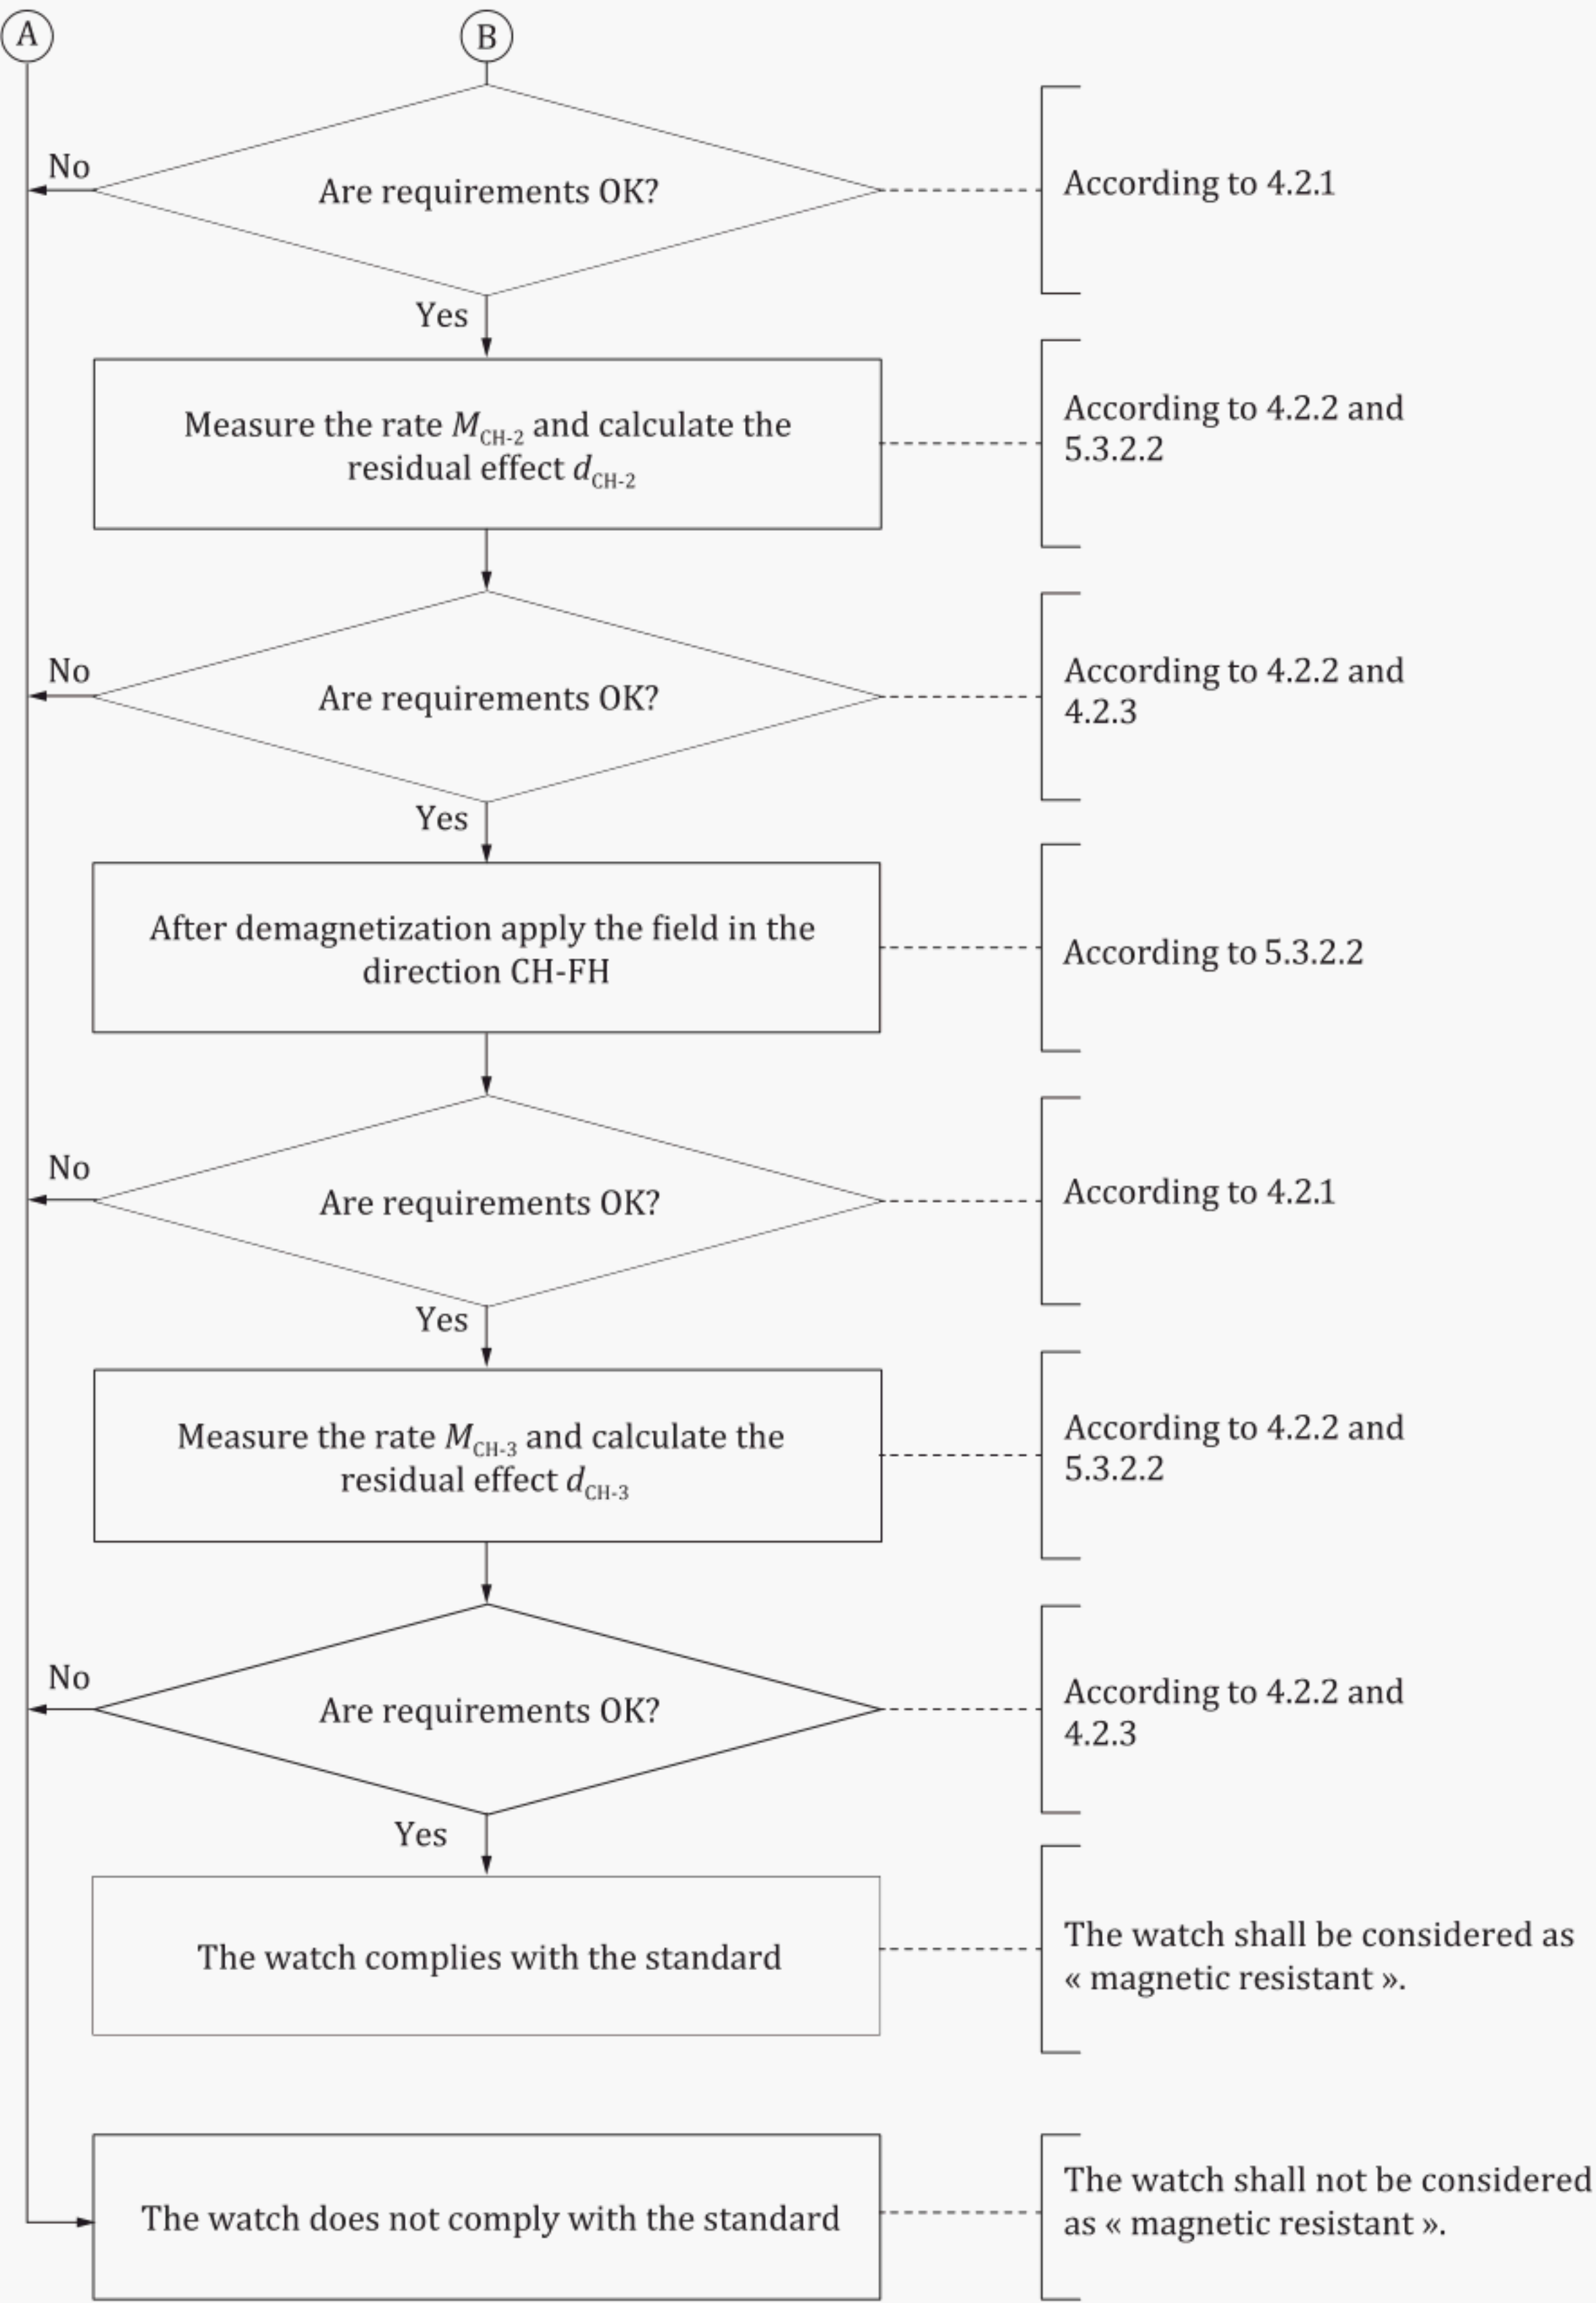 A
B
No
Are requirements OK?
According to 4.2.1
Yes
Measure the rate M_CH-2 and calculate the
residual effect d_CH-2
According to 4.2.2 and
5.3.2.2
No
Are requirements OK?
According to 4.2.2 and
4.2.3
Yes
After demagnetization apply the field in the
direction CH-FH
According to 5.3.2.2
No
Are requirements OK?
According to 4.2.1
Yes
Measure the rate M_CH-3 and calculate the
residual effect d_CH-3
According to 4.2.2 and
5.3.2.2
No
Are requirements OK?
According to 4.2.2 and
4.2.3
Yes
The watch complies with the standard
The watch shall be considered as
« magnetic resistant ».
The watch does not comply with the standard
The watch shall not be considered
as « magnetic resistant ».